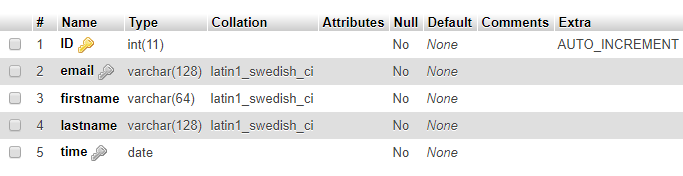 # Name Type Collation Attributes Null Default Comments Extra
1 ID int(11) No None AUTO_INCREMENT
2 email varchar(128) latin1_swedish_ci No None
3 firstname varchar(64) latin1_swedish_ci No None
4 lastname varchar(128) latin1_swedish_ci No None
5 time date No None